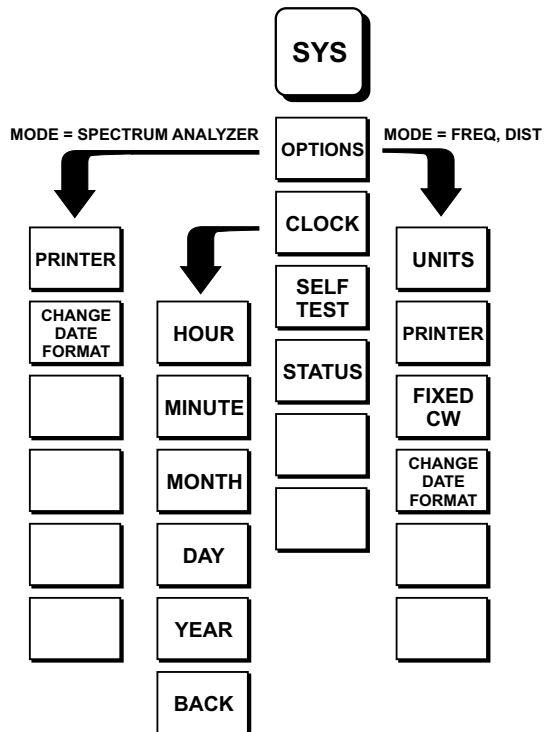 SYS
MODE = SPECTRUM ANALYZER
OPTIONS
MODE = FREQ, DIST
PRINTER
CHANGE
DATE
FORMAT
CLOCK
HOUR
MINUTE
MONTH
DAY
YEAR
BACK
SELF
TEST
STATUS
UNITS
PRINTER
FIXED
CW
CHANGE
DATE
FORMAT